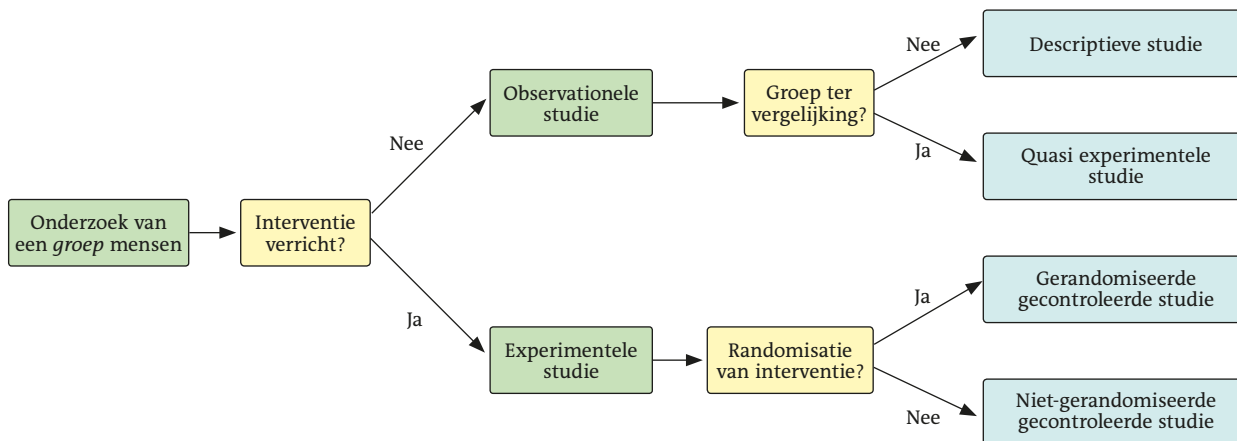 Onderzoek van
een groep mensen
Interventie
verricht?
Nee
Observationele
studie
Groep ter
vergelijking?
Nee
Descriptieve studie
Ja
Quasi experimentele
studie
Ja
Experimentele
studie
Randomisatie
van interventie?
Ja
Gerandomiseerde
gecontroleerde studie
Nee
Niet-gerandomiseerde
gecontroleerde studie